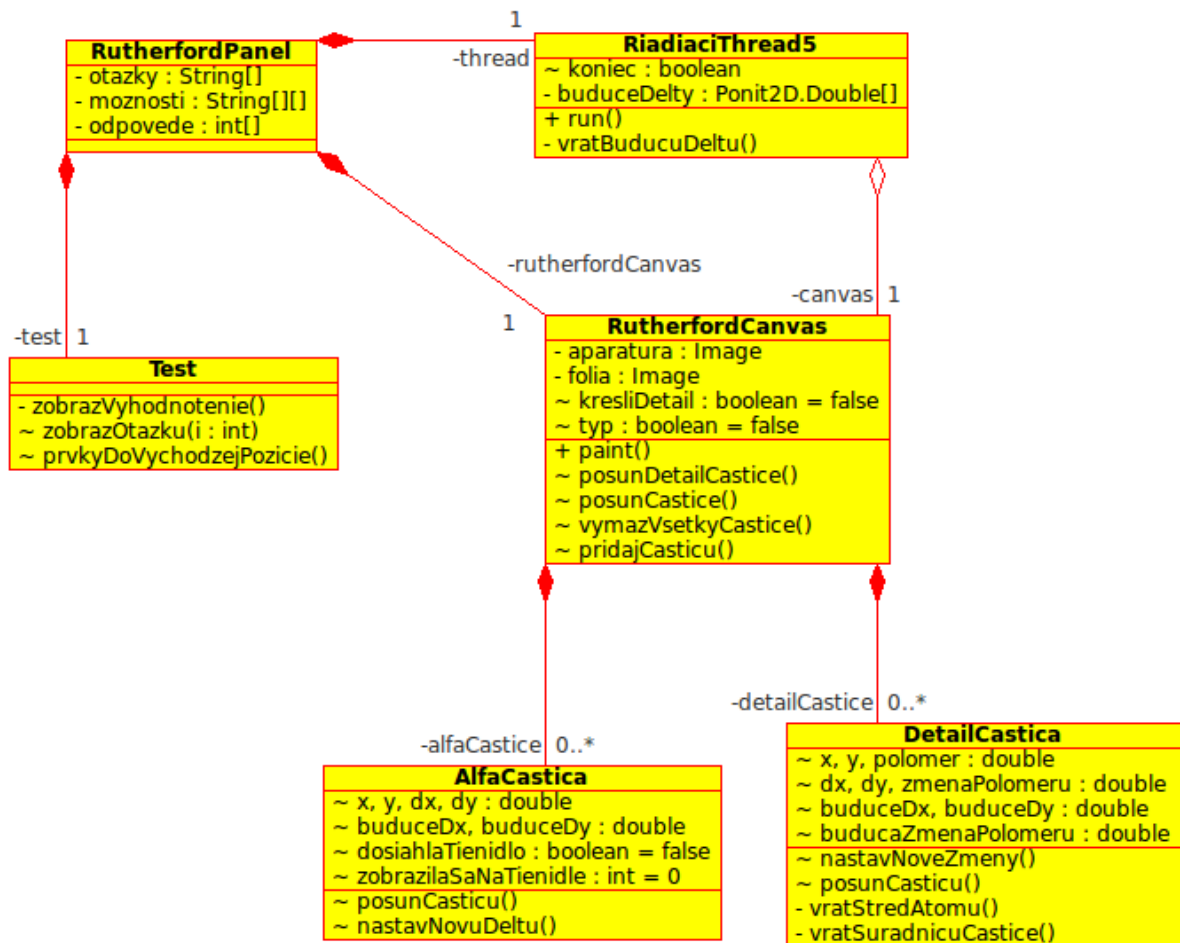 RutherfordPanel
- otazky : String[]
- moznosti : String[][]
- odpovede : int[]
1
-thread
RiadiaciThread5
~ koniec : boolean
- buduceDelty : Ponit2D.Double[]
+ run()
- vratBuducuDeltu()
-rutherfordCanvas
1
-canvas 1
-test 1
Test
- zobrazVyhodnotenie()
~ zobrazOtazku(i : int)
~ prvkyDoVychodzejPozicie()
RutherfordCanvas
- aparatura : Image
- folia : Image
~ kresliDetail : boolean = false
~ typ : boolean = false
+ paint()
~ posunDetailCastice()
~ posunCastice()
~ vymazVsetkyCastice()
~ pridajCasticu()
-alfaCastice 0..*
AlfaCastica
~ x, y, dx, dy : double
~ buduceDx, buduceDy : double
~ dosiahlaTienidlo : boolean = false
~ zobrazilaSaNaTienidle : int = 0
~ posunCasticu()
~ nastavNovuDeltu()
-detailCastice 0..*
DetailCastica
~ x, y, polomer : double
~ dx, dy, zmenaPolomeru : double
~ buduceDx, buduceDy : double
~ buducaZmenaPolomeru : double
~ nastavNoveZmeny()
~ posunCasticu()
- vratStredAtomu()
- vratSuradnicuCastice()